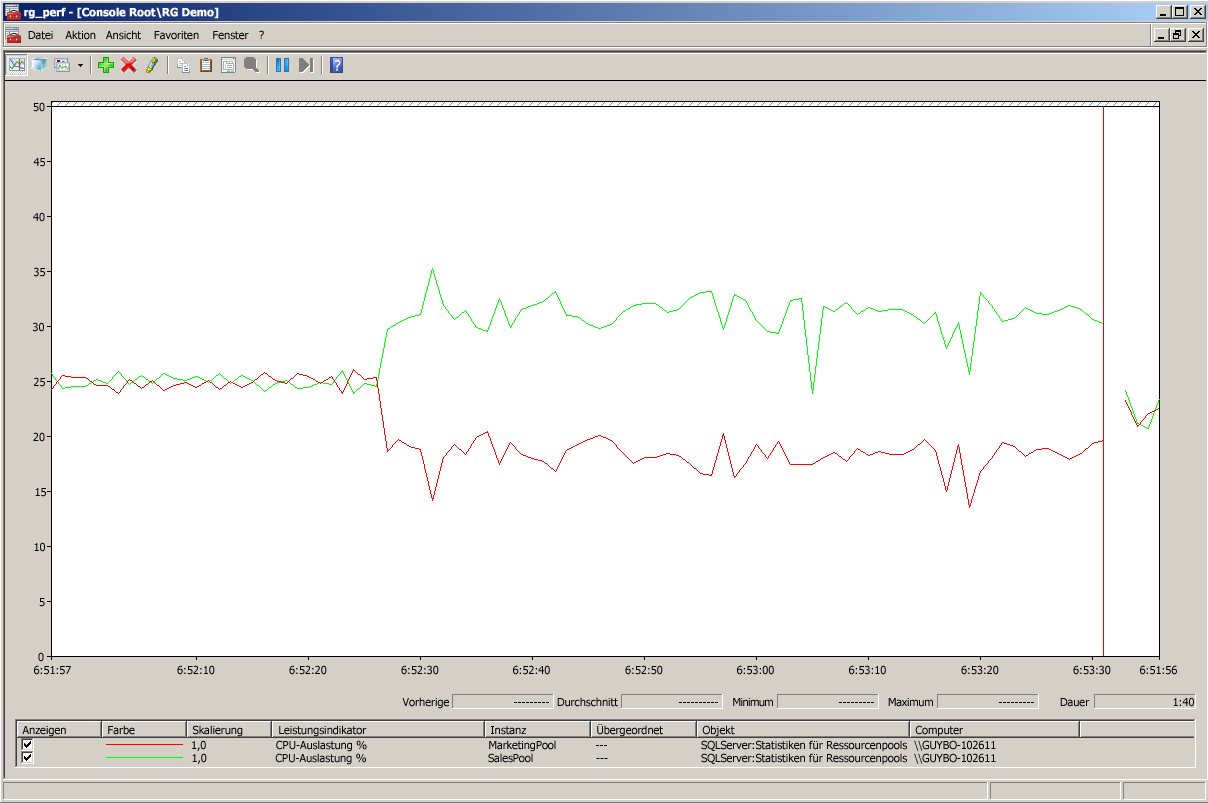 rg_perf - [Console Root\RG Demo]
Datei Aktion Ansicht Favoriten Fenster ?
50
45
40
35
30
25
20
15
10
5
0
6:51:57 6:52:10 6:52:20 6:52:30 6:52:40 6:52:50 6:53:00 6:53:10 6:53:20 6:53:30 6:51:56
Vorherige --------- Durchschnitt ---------- Minimum --------- Maximum --------- Dauer 1:40
Anzeigen Farbe Skalierung Leistungsindikator Instanz Übergeordnet Objekt Computer
1,0 CPU-Auslastung % MarketingPool --- SQLServer:Statistiken für Ressourcenpools \\GUYBO-102611
1,0 CPU-Auslastung % SalesPool --- SQLServer:Statistiken für Ressourcenpools \\GUYBO-102611